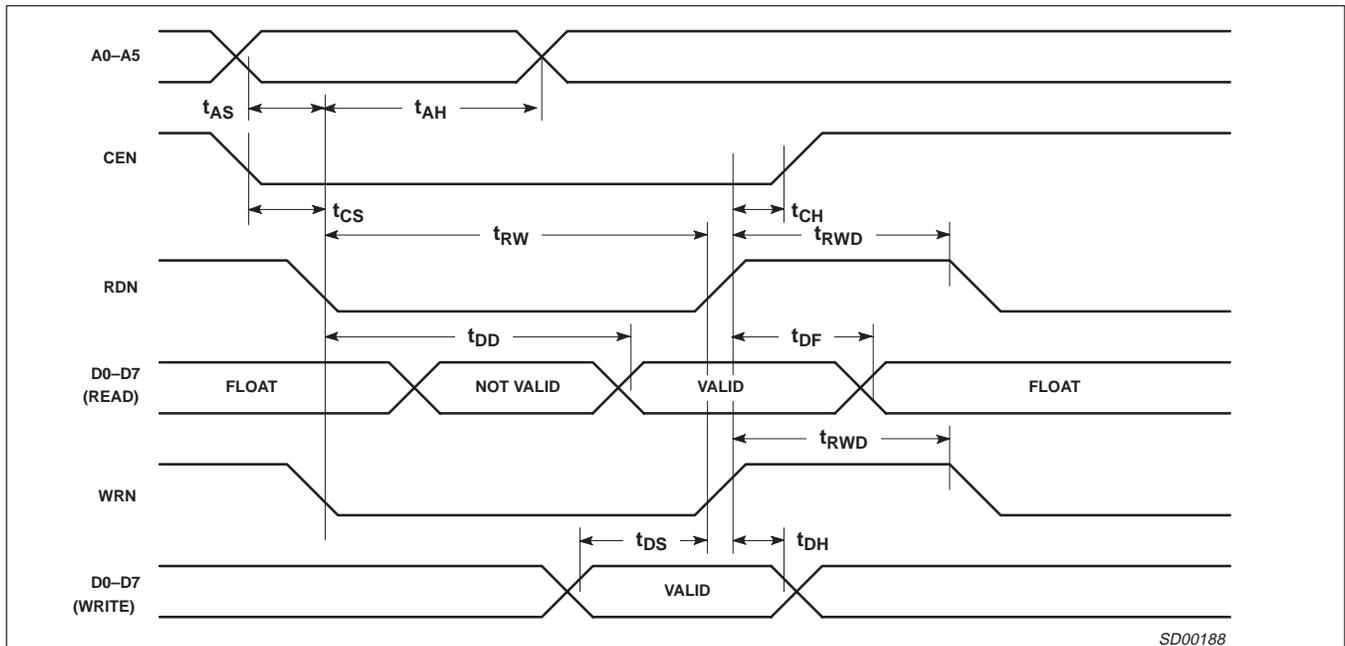 A0–A5
tAS
tAH
CEN
tCS
tCH
tRW
tRWD
RDN
tDD
tDF
D0–D7
(READ)
FLOAT
NOT VALID
VALID
FLOAT
tRWD
WRN
tDS
tDH
D0–D7
(WRITE)
VALID
SD00188